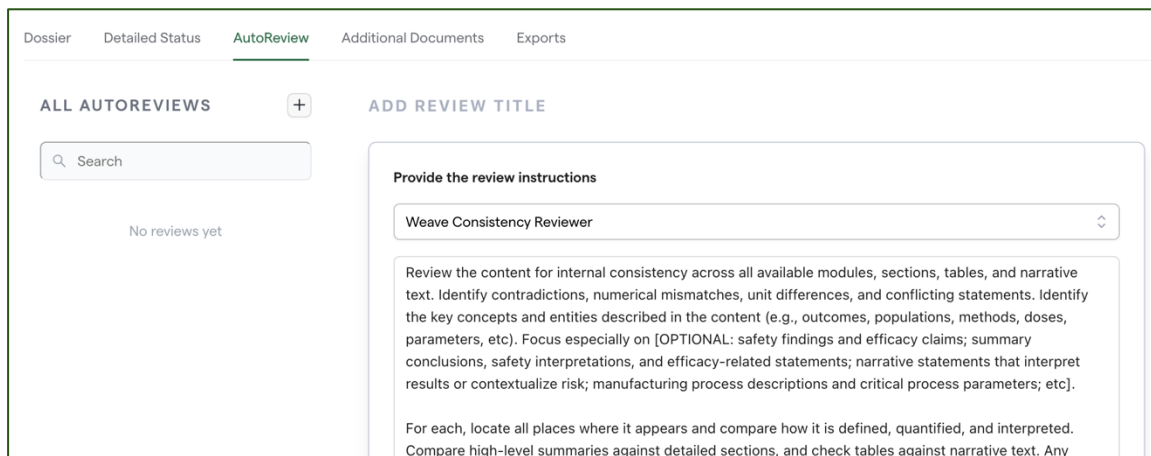 Dossier Detailed Status AutoReview Additional Documents Exports
ALL AUTOREVIEWS +
ADD REVIEW TITLE
Search
No reviews yet
Provide the review instructions
Weave Consistency Reviewer
Review the content for internal consistency across all available modules, sections, tables, and narrative
text. Identify contradictions, numerical mismatches, unit differences, and conflicting statements. Identify
the key concepts and entities described in the content (e.g., outcomes, populations, methods, doses,
parameters, etc). Focus especially on [OPTIONAL: safety findings and efficacy claims; summary
conclusions, safety interpretations, and efficacy-related statements; narrative statements that interpret
results or contextualize risk; manufacturing process descriptions and critical process parameters; etc].
For each, locate all places where it appears and compare how it is defined, quantified, and interpreted.
Compare high-level summaries against detailed sections, and check tables against narrative text. Any